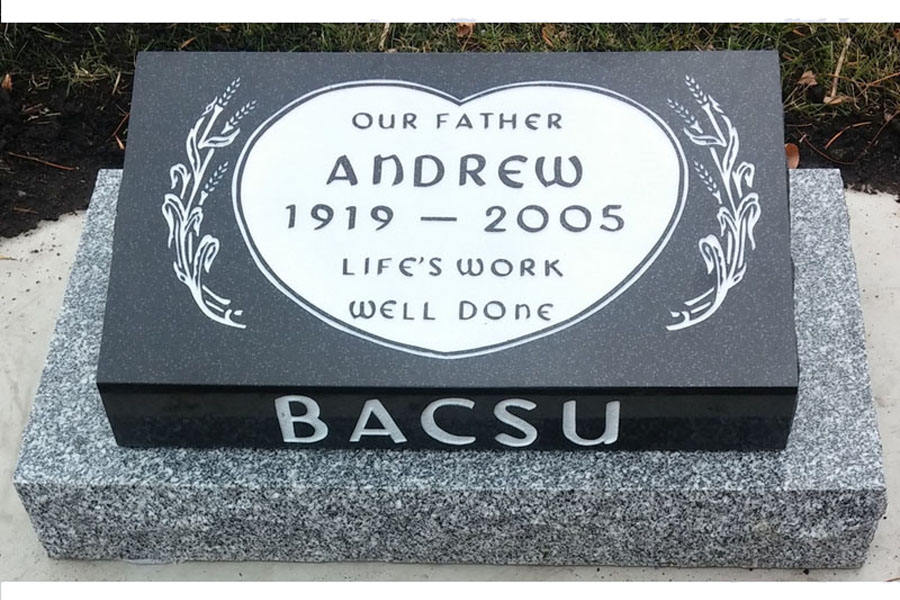 OUR FATHER
ANDREW
1919 — 2005
LIFE'S WORK
WELL DONE
BACSU